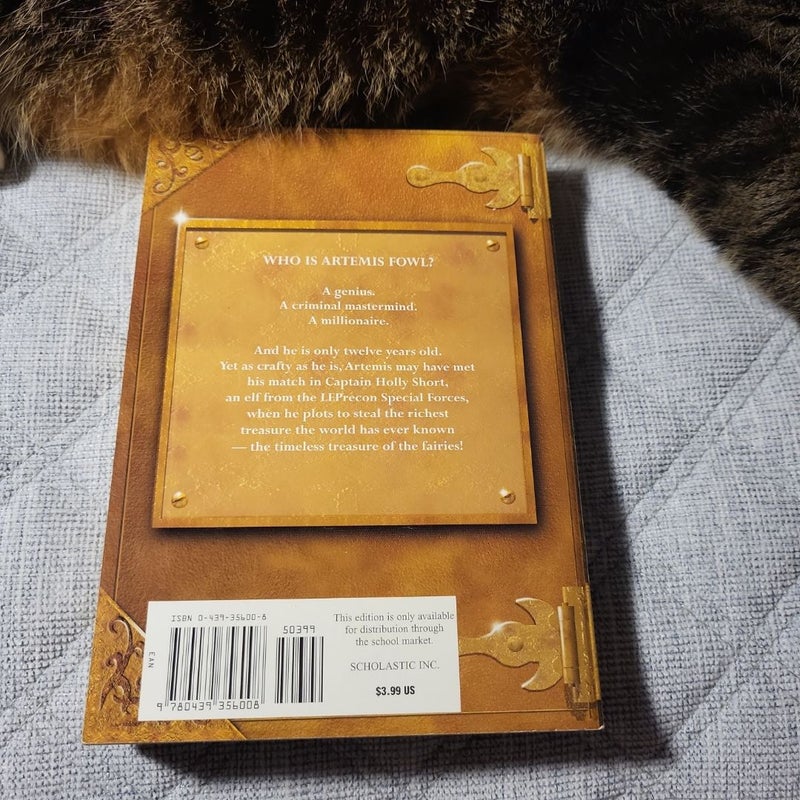 WHO IS ARTEMIS FOWL?
A genius.
A criminal mastermind.
A millionaire.
And he is only twelve years old.
Yet as crafty as he is, Artemis may have met
his match in Captain Holly Short,
an elf from the LEPrecon Special Forces,
when he plots to steal the richest
treasure the world has ever known
— the timeless treasure of the fairies!
ISBN 0-439-35600-8
50399
EAN
9 780439 356008
This edition is only available
for distribution through
the school market.
SCHOLASTIC INC.
$3.99 US